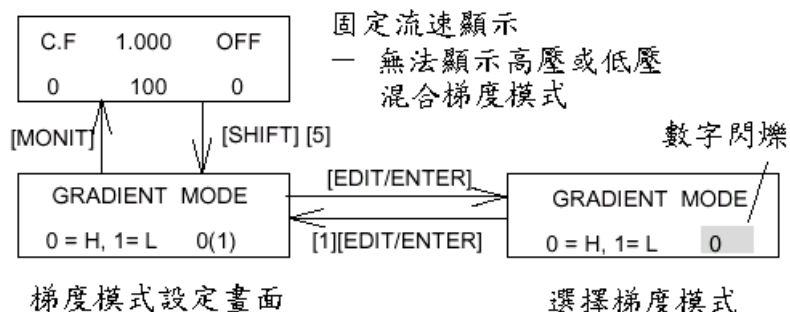 C.F 1.000 OFF
0 100 0
固定流速顯示
－ 無法顯示高壓或低壓
混合梯度模式
[MONIT]
[SHIFT] [5]
數字閃爍
GRADIENT MODE
0 = H, 1= L 0(1)
[EDIT/ENTER]
[1][EDIT/ENTER]
GRADIENT MODE
0 = H, 1= L 0
梯度模式設定畫面
選擇梯度模式